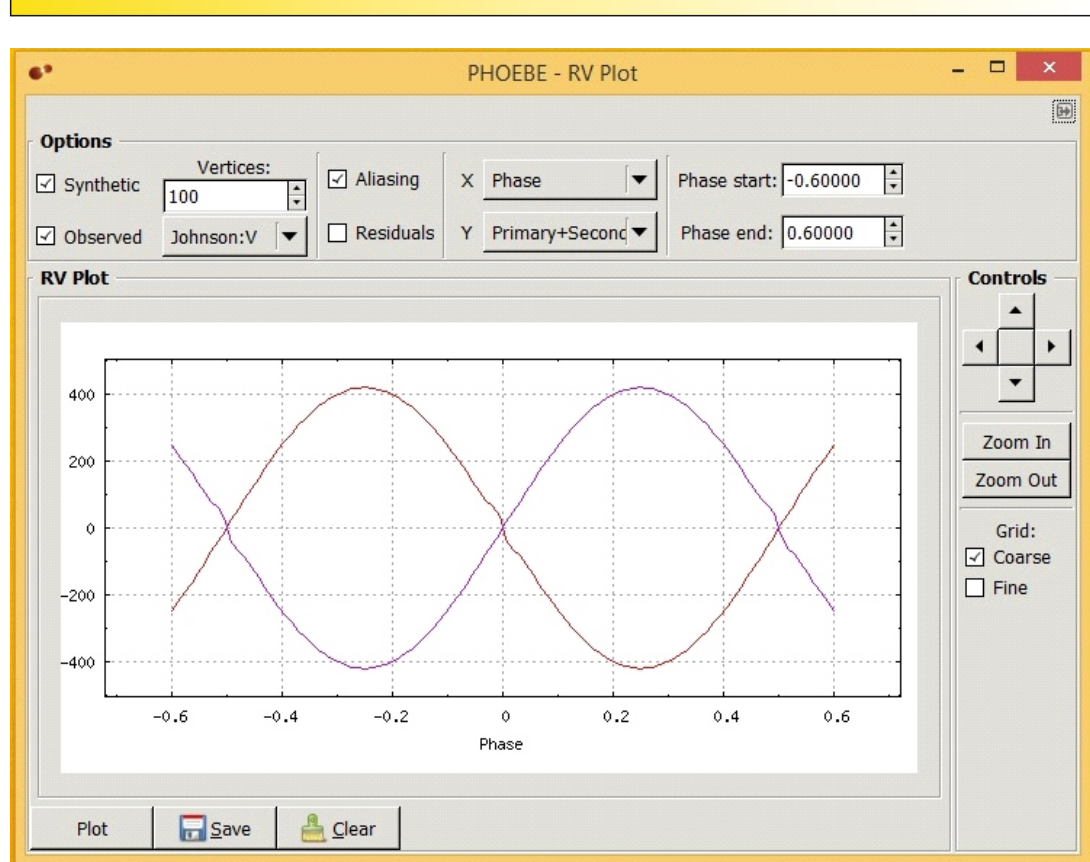 PHOEBE - RV Plot
Options
Synthetic
Vertices:
100
Aliasing
X Phase
Phase start: -0.60000
Observed
Johnson:V
Residuals
Y Primary+Second
Phase end: 0.60000
RV Plot
Controls
400
200
0
-200
-400
-0.6 -0.4 -0.2 0 0.2 0.4 0.6
Phase
Zoom In
Zoom Out
Grid:
Coarse
Fine
Plot
Save
Clear